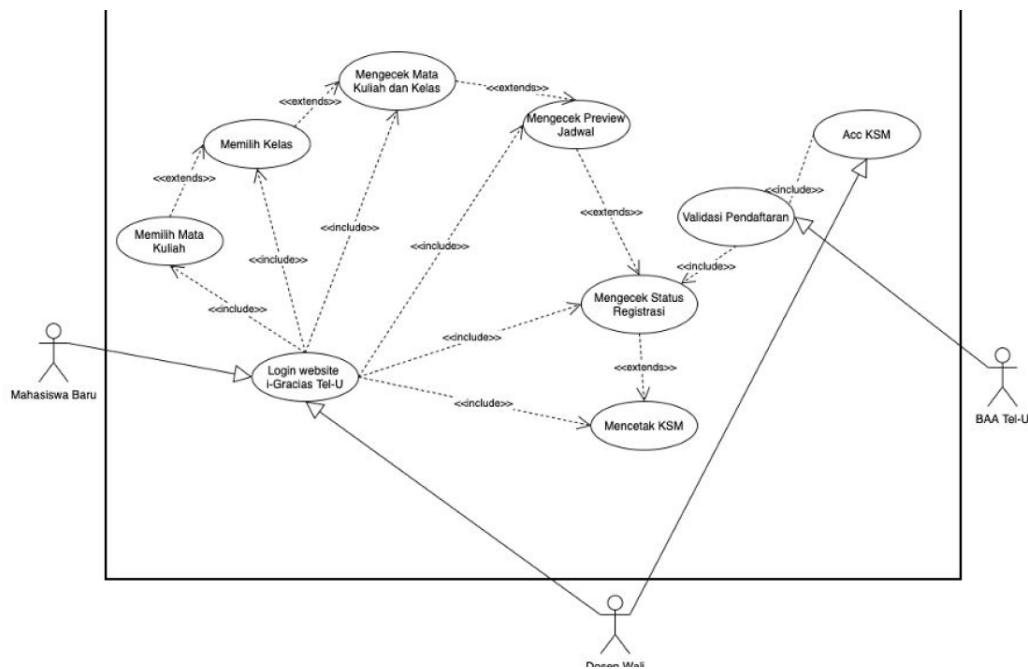 Mengecek Mata
Kuliah dan Kelas
<<extends>>
<<extends>>
Mengecek Preview
Jadwal
Acc KSM
Memilih Kelas
<<extends>>
<<include>>
Validasi Pendaftaran
<<extends>>
Memilih Mata
Kuliah
<<include>>
<<include>>
<<include>>
<<include>>
<<include>>
Mengecek Status
Registrasi
<<include>>
Mahasiswa Baru
Login website
i-Gracias Tel-U
<<extends>>
<<include>>
Mencetak KSM
BAA Tel-U
Dosen Wali